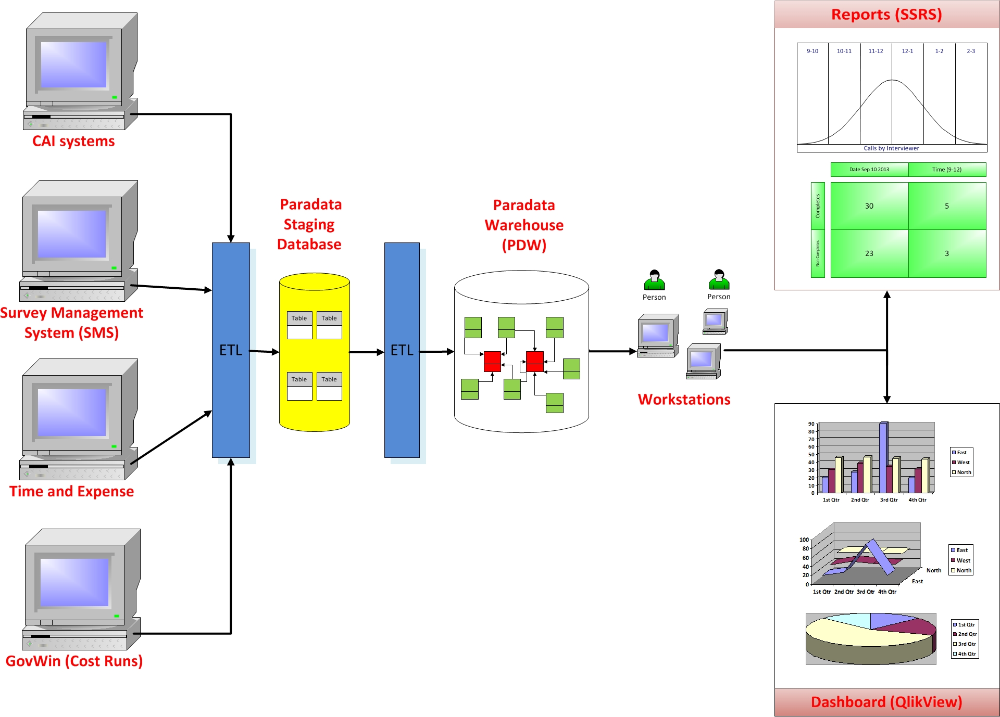 CAI systems
Survey Management
System (SMS)
Time and Expense
GovWin (Cost Runs)
ETL
Paradata
Staging
Database
Table
Table
Table
Table
ETL
Paradata
Warehouse
(PDW)
Person
Person
Workstations
Reports (SSRS)
9-10
10-11
11-12
12-1
1-2
2-3
Calls by Interviewer
Date Sep 10 2013
Time (9-12)
Completes
30
5
Non Completes
23
3
90
80
70
60
50
40
30
20
10
0
1st Qtr
2nd Qtr
3rd Qtr
4th Qtr
East
West
North
100
80
60
40
20
0
1st Qtr
2nd Qtr
3rd Qtr
4th Qtr
East
North
East
West
North
1st Qtr
2nd Qtr
3rd Qtr
4th Qtr
Dashboard (QlikView)